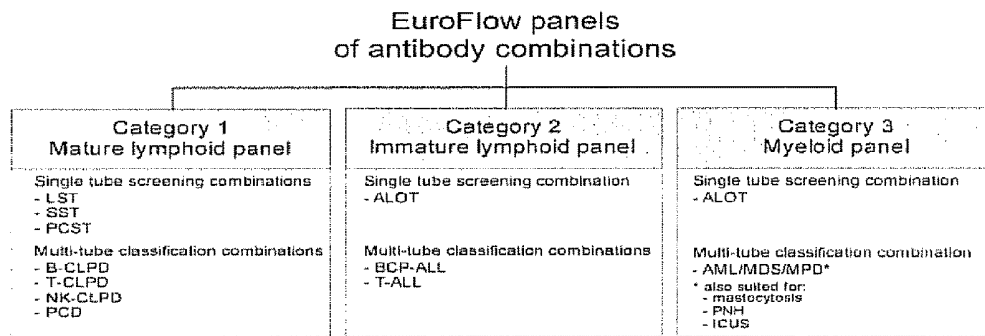 EuroFlow panels
of antibody combinations
Category 1
Mature lymphoid panel
Single tube screening combinations
- LST
- SST
- PCST
Multi-tube classification combinations
- B-CLPD
- T-CLPD
- NK-CLPD
- PCD
Category 2
Immature lymphoid panel
Single tube screening combination
- ALOT
Multi-tube classification combinations
- BCP-ALL
- T-ALL
Category 3
Myeloid panel
Single tube screening combination
- ALOT
Multi-tube classification combination
- AML/MDS/MPD*
* also suited for:
- mastocytosis
- PNH
- ICUS